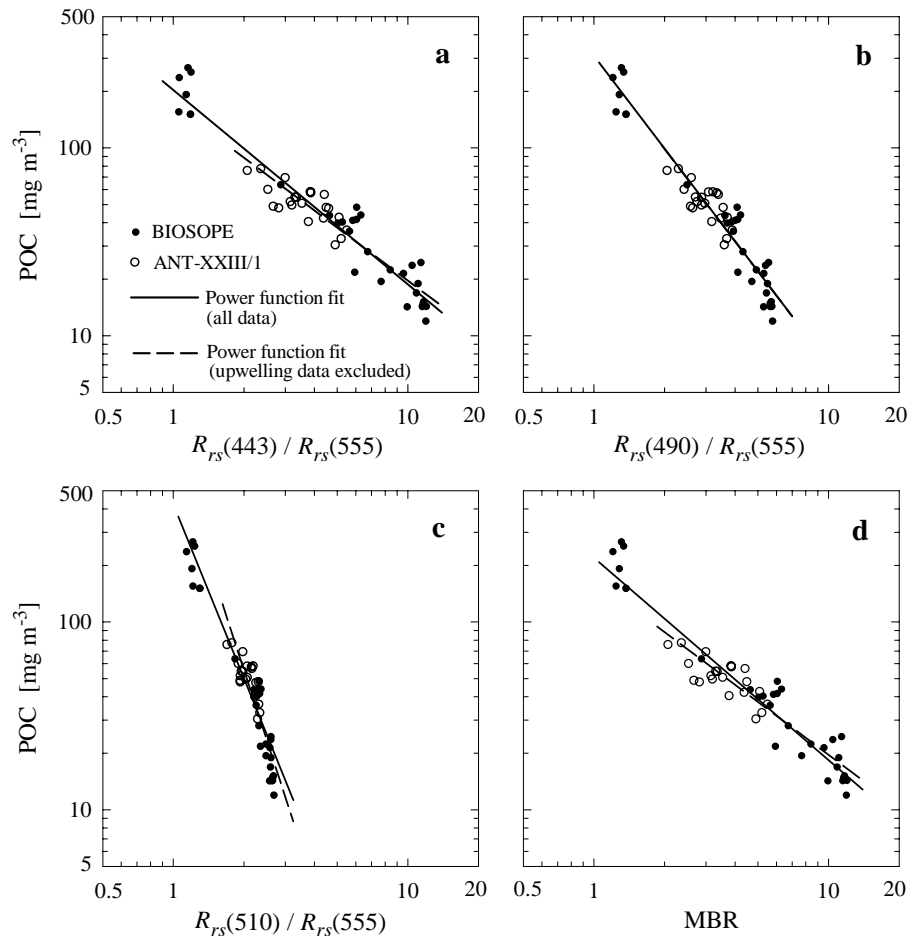 500
a
100
POC [mg m-3]
BIOSOPE
ANT-XXIII/1
Power function fit
(all data)
Power function fit
(upwelling data excluded)
10
5
0.5 1 10 20
Rrs(443) / Rrs(555)
b
0.5 1 10 20
Rrs(490) / Rrs(555)
500
c
100
POC [mg m-3]
10
5
0.5 1 10 20
Rrs(510) / Rrs(555)
d
0.5 1 10 20
MBR